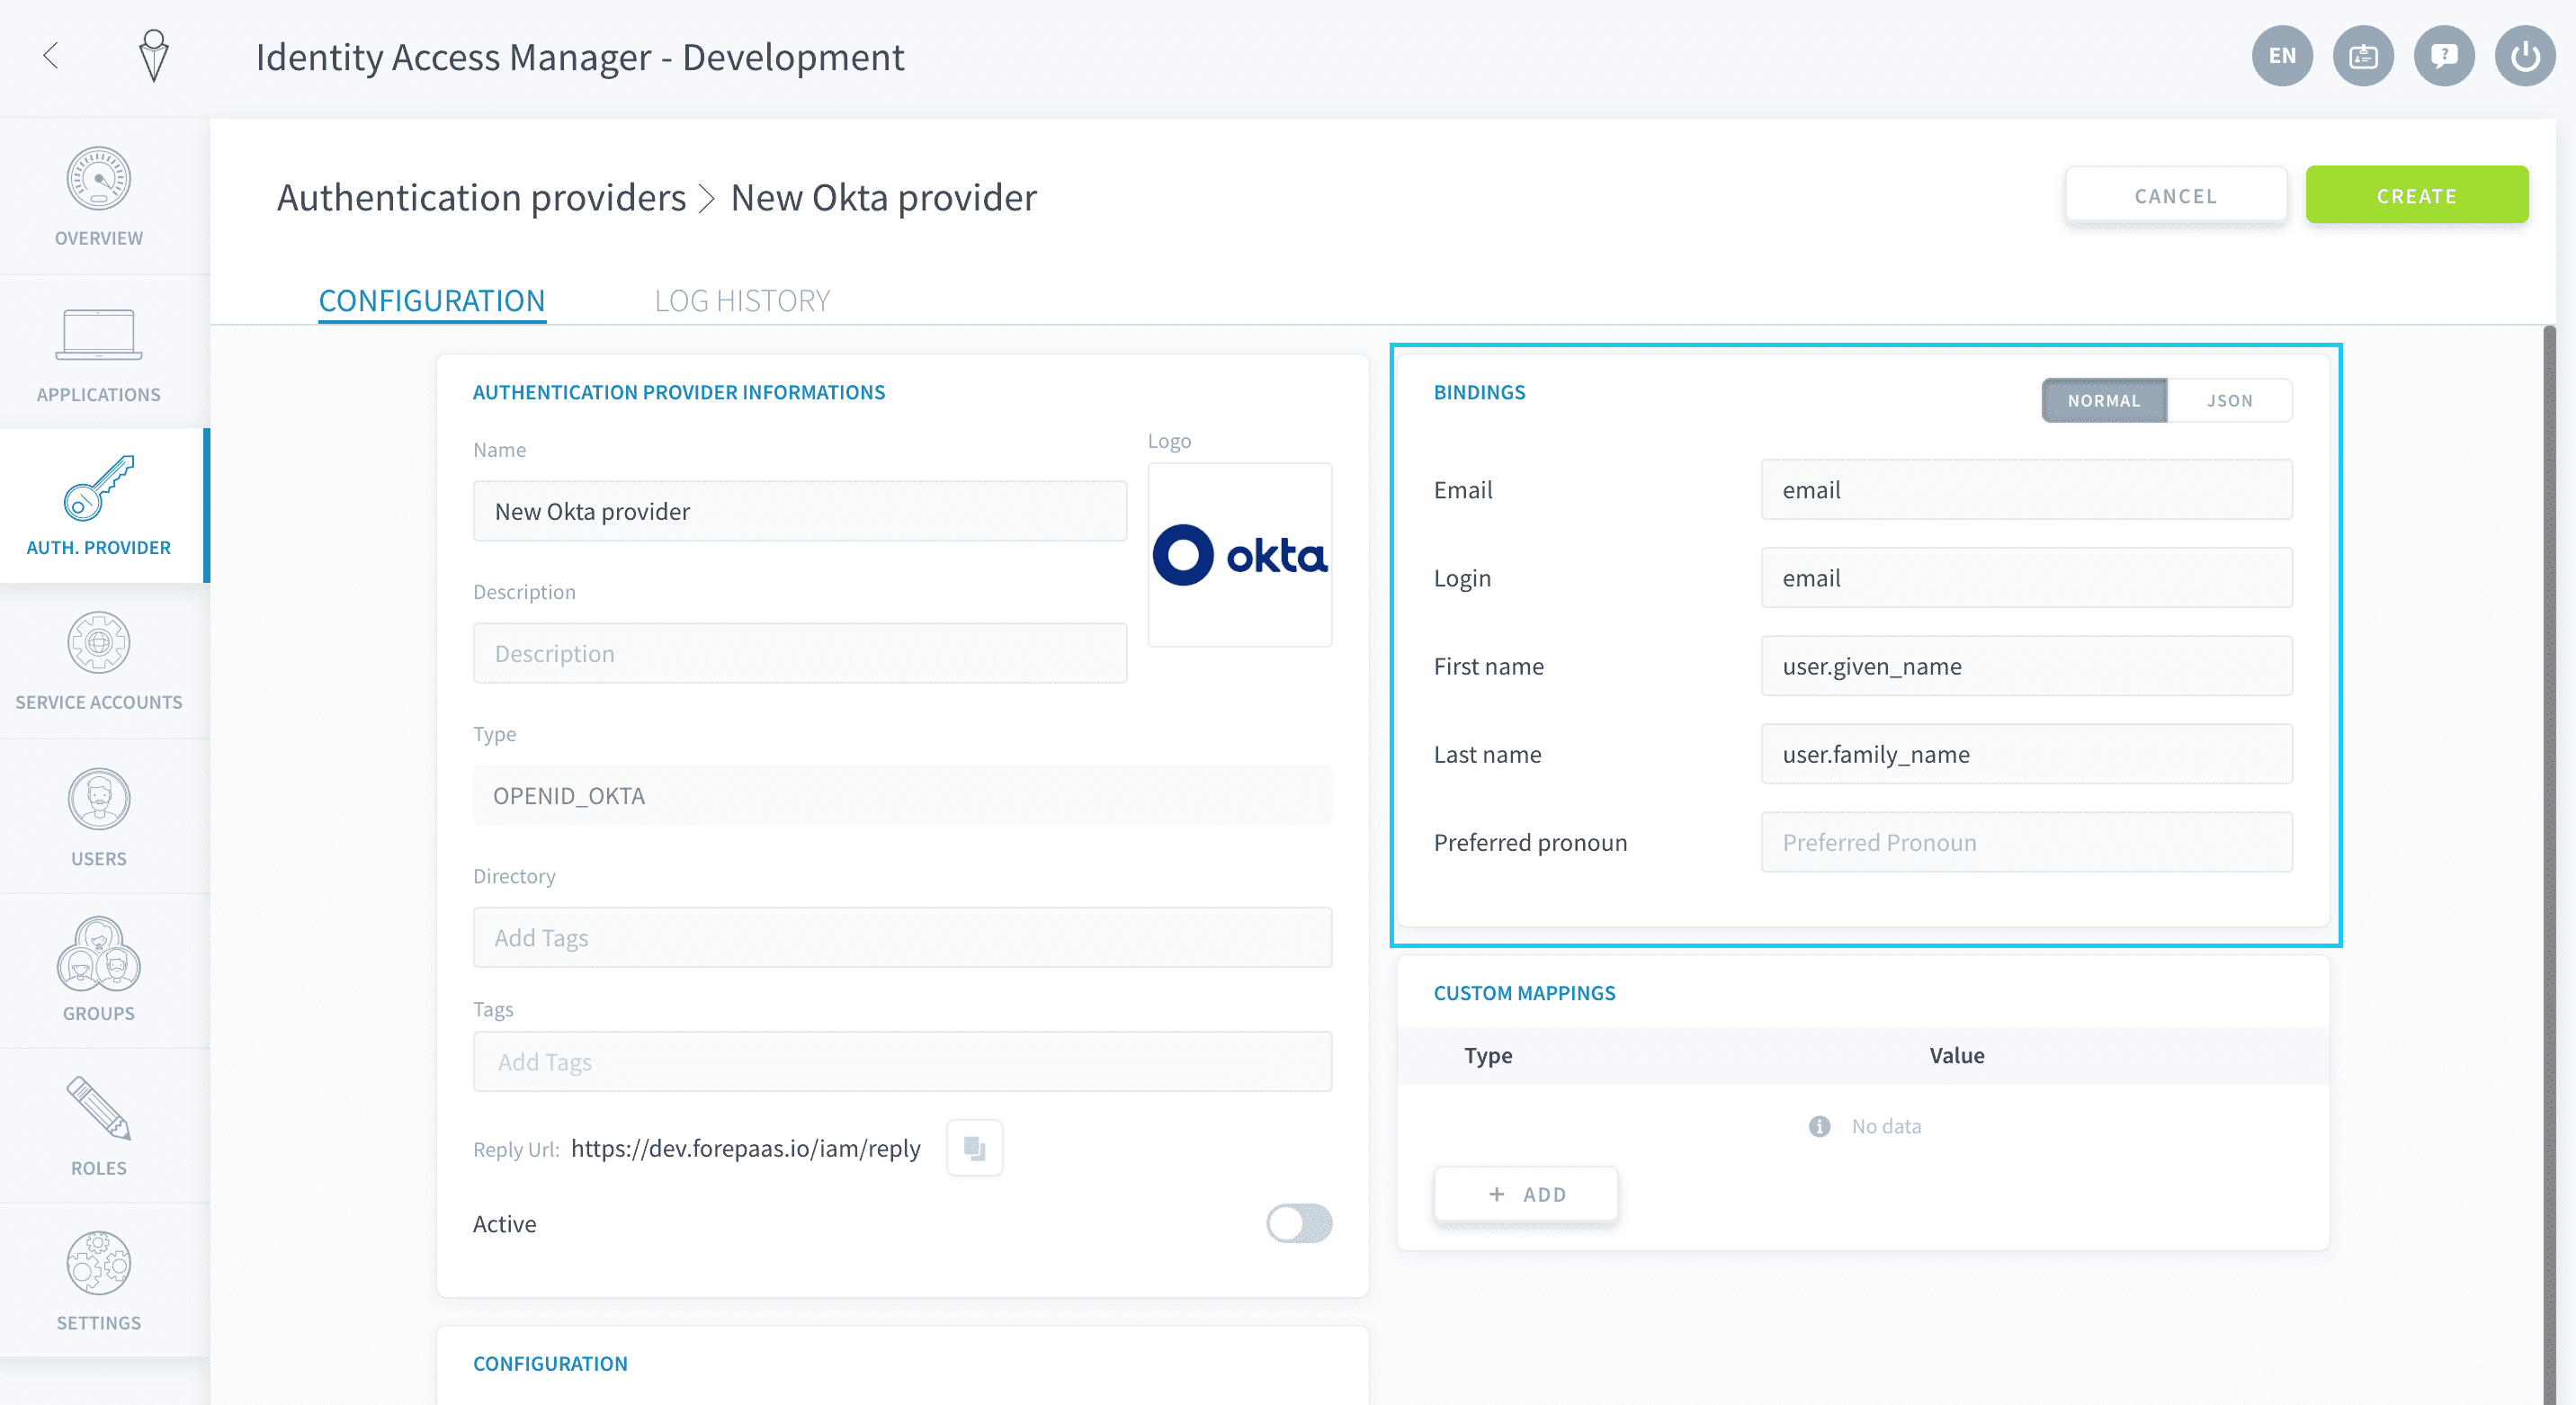 Identity Access Manager - Development
EN
OVERVIEW
APPLICATIONS
AUTH. PROVIDER
SERVICE ACCOUNTS
USERS
GROUPS
ROLES
SETTINGS
Authentication providers > New Okta provider
CANCEL
CREATE
CONFIGURATION
LOG HISTORY
AUTHENTICATION PROVIDER INFORMATIONS
Name
New Okta provider
Logo
okta
Description
Description
Type
OPENID_OKTA
Directory
Add Tags
Tags
Add Tags
Reply Url: https://dev.forepaas.io/iam/reply
Active
CONFIGURATION
BINDINGS
NORMAL
JSON
Email
email
Login
email
First name
user.given_name
Last name
user.family_name
Preferred pronoun
Preferred Pronoun
CUSTOM MAPPINGS
Type
Value
No data
+ ADD